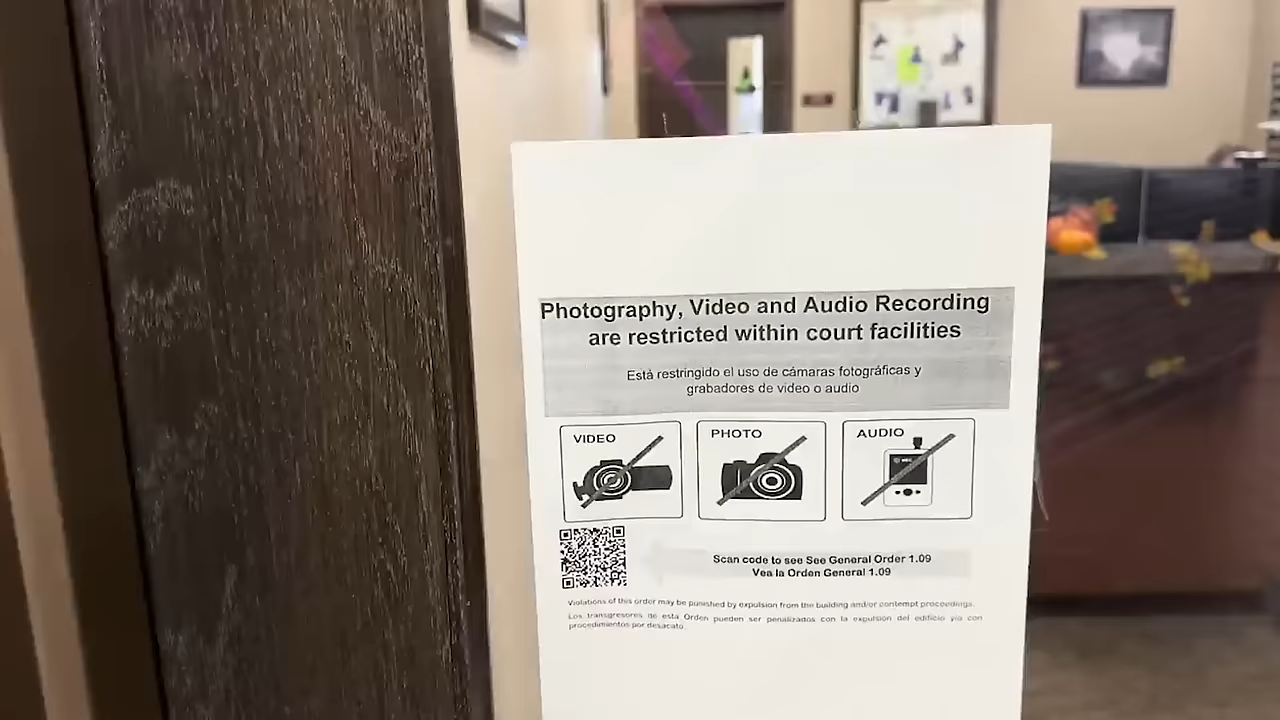 Photography, Video and Audio Recording
are restricted within court facilities
Está restringido el uso de cámaras fotográficas y
grabadores de video o audio
VIDEO
PHOTO
AUDIO
Scan code to see See General Order 1.09
Vea la Orden General 1.09
Violations of this order may be punished by expulsion from the building and/or contempt proceedings.
Los transgresores de esta Orden pueden ser penalizados con la expulsion del edificio y/o con
procedimientos por desacato.